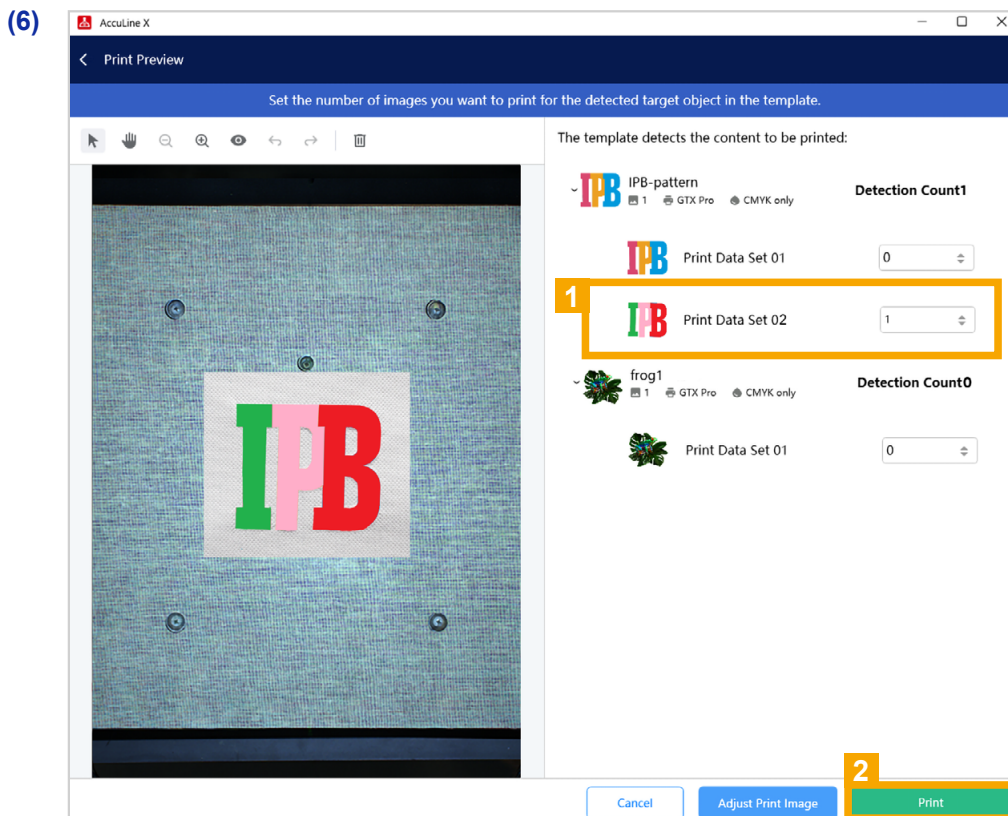 (6)
AccuLine X
Print Preview
Set the number of images you want to print for the detected target object in the template.
The template detects the content to be printed:
IPB IPB-pattern Detection Count1
1 GTX Pro CMYK only
IPB Print Data Set 01 0
1
IPB Print Data Set 02 1
frog1 Detection Count0
1 GTX Pro CMYK only
Print Data Set 01 0
IPB
2
Cancel Adjust Print Image Print